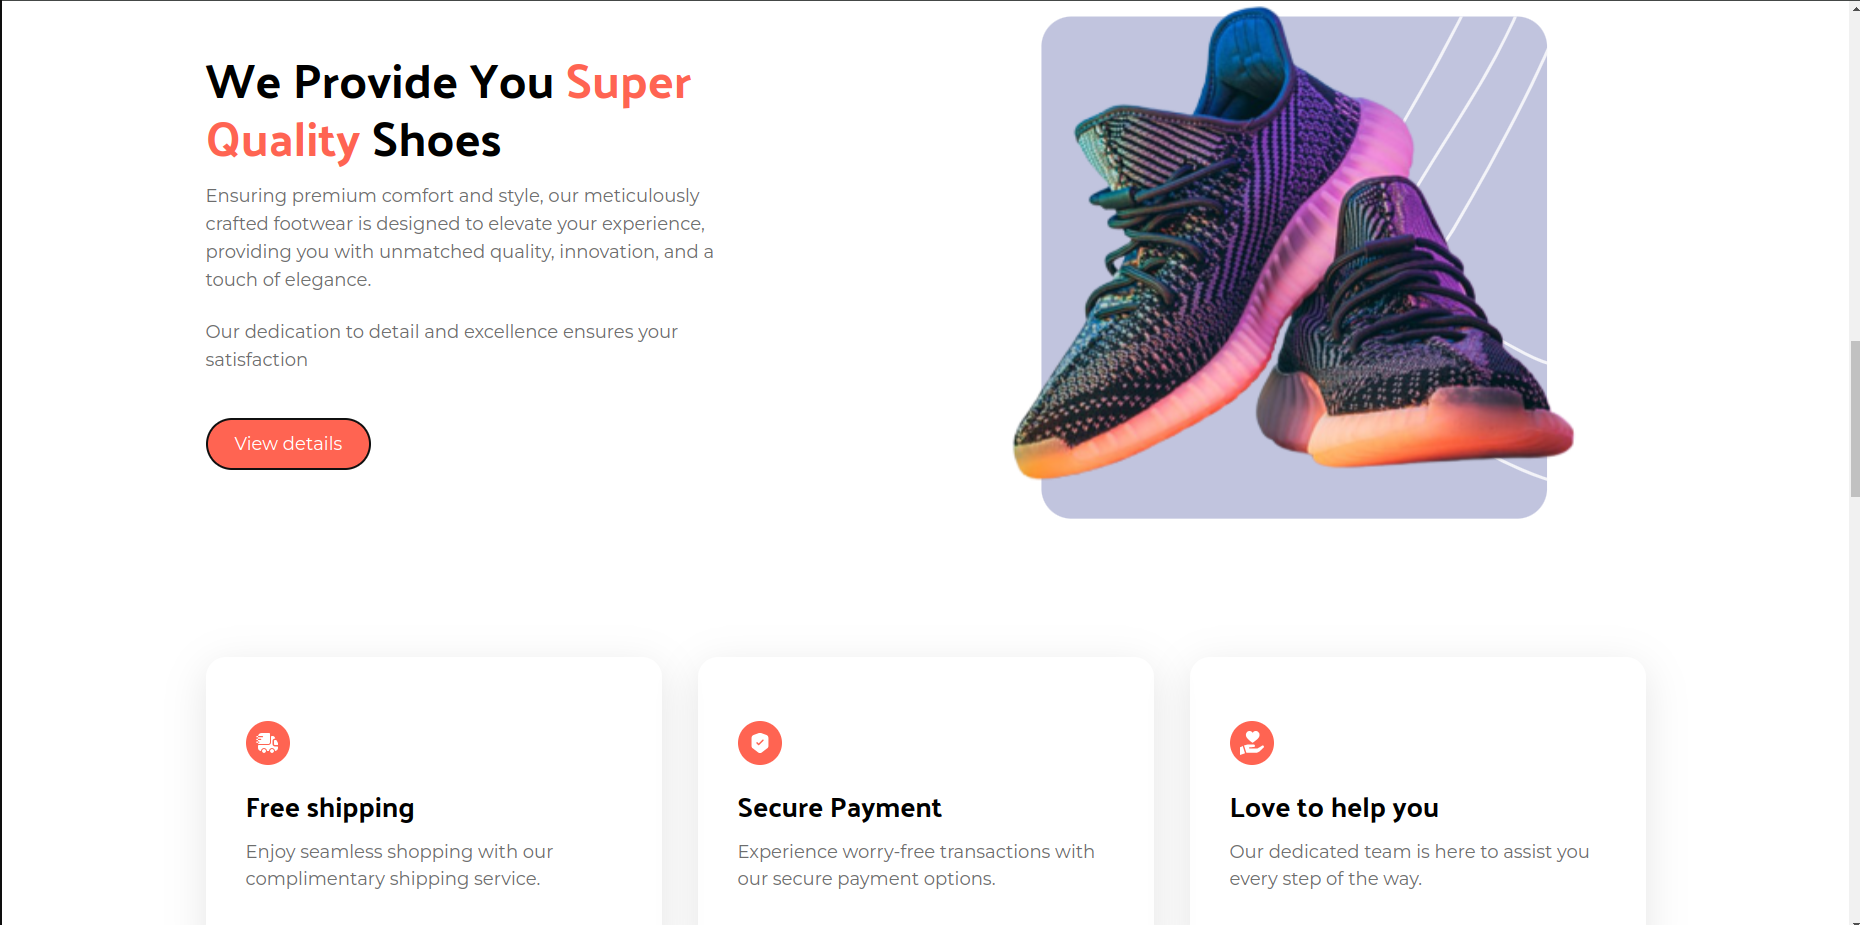 We Provide You Super
Quality Shoes
Ensuring premium comfort and style, our meticulously
crafted footwear is designed to elevate your experience,
providing you with unmatched quality, innovation, and a
touch of elegance.
Our dedication to detail and excellence ensures your
satisfaction
View details
Free shipping
Enjoy seamless shopping with our
complimentary shipping service.
Secure Payment
Experience worry-free transactions with
our secure payment options.
Love to help you
Our dedicated team is here to assist you
every step of the way.